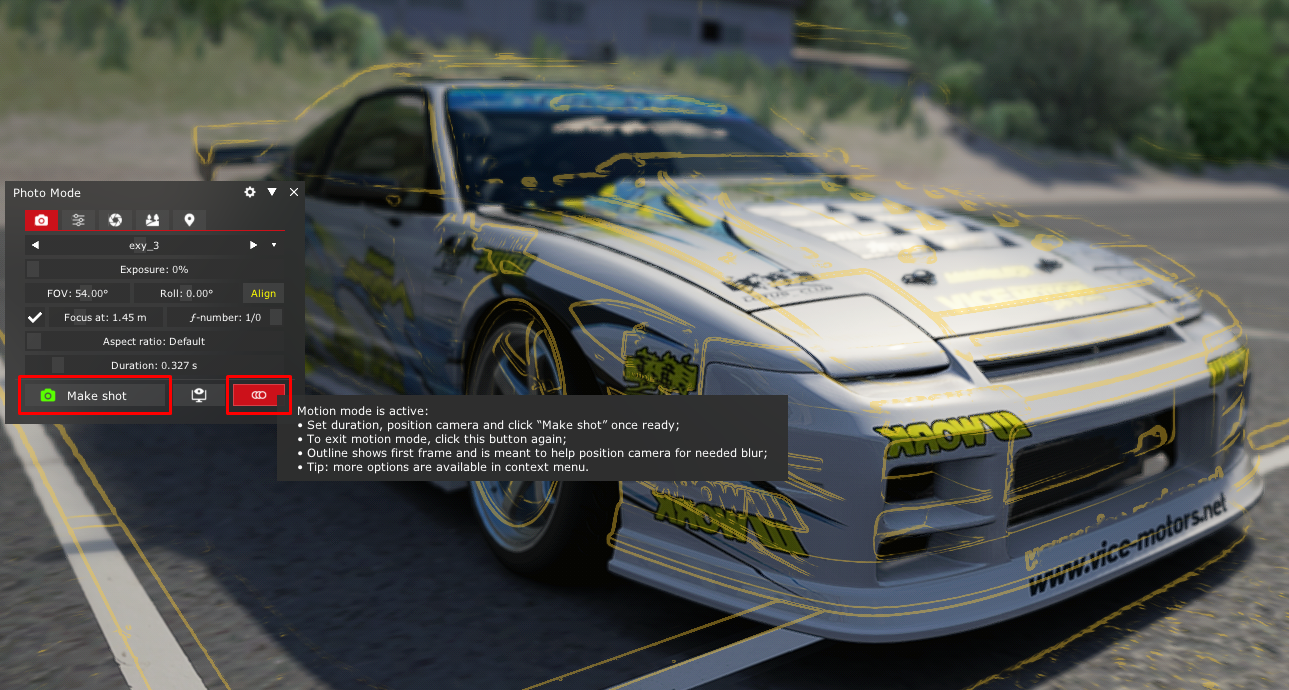 Photo Mode
exy_3
Exposure: 0%
FOV: 54.00°
Roll: 0.00°
Align
Focus at: 1.45 m
ƒ-number: 1/0
Aspect ratio: Default
Duration: 0.327 s
Make shot
Motion mode is active:
• Set duration, position camera and click “Make shot” once ready;
• To exit motion mode, click this button again;
• Outline shows first frame and is meant to help position camera for needed blur;
• Tip: more options are available in context menu.
LOTUS CLUB
www.vice-motors.net